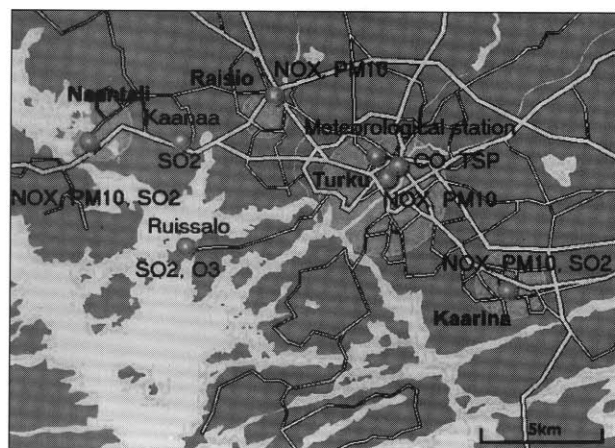 NOX, PM10
Raisio
Naantali
Kaanaa
Meteorological station
SO2
CO, TSP
Turku
NOX, PM10, SO2
NOX, PM10
Ruissalo
SO2, O3
NOX, PM10, SO2
Kaarina
5km